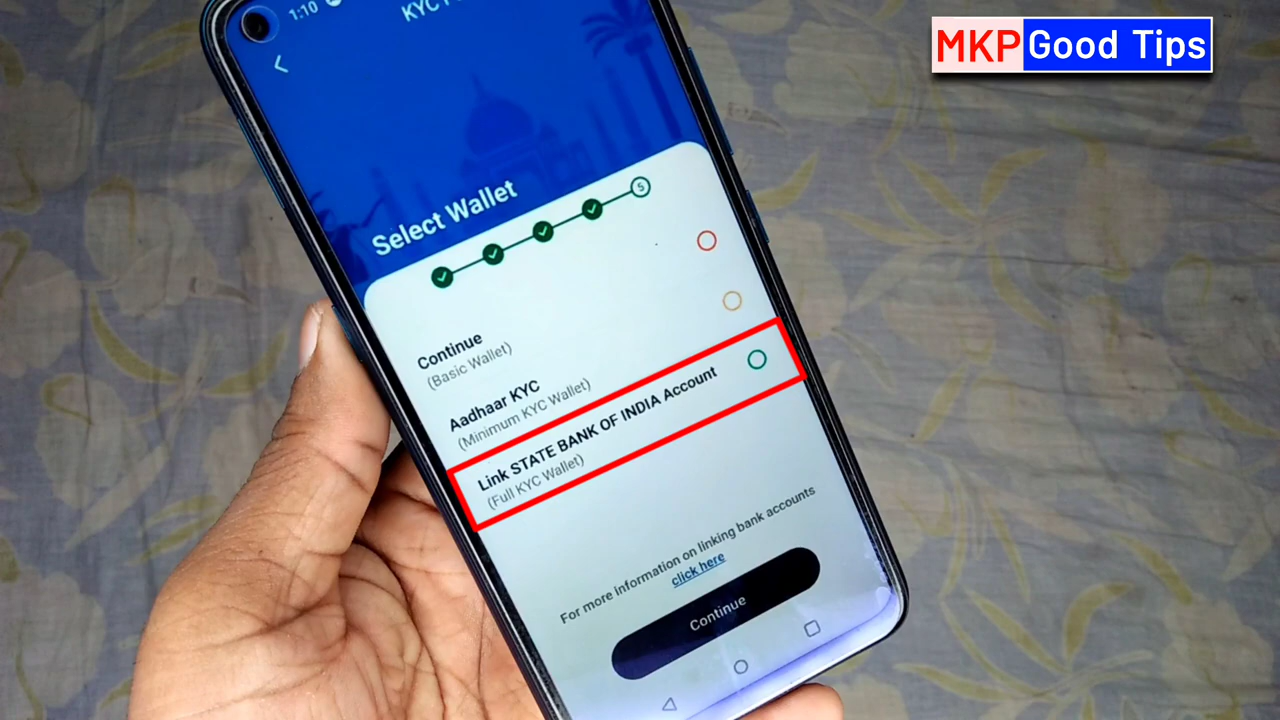 MKP Good Tips
1:10
KYC
Select Wallet
5
Continue
(Basic Wallet)
Aadhaar KYC
(Minimum KYC Wallet)
Link STATE BANK OF INDIA Account
(Full KYC Wallet)
For more information on linking bank accounts
click here
Continue